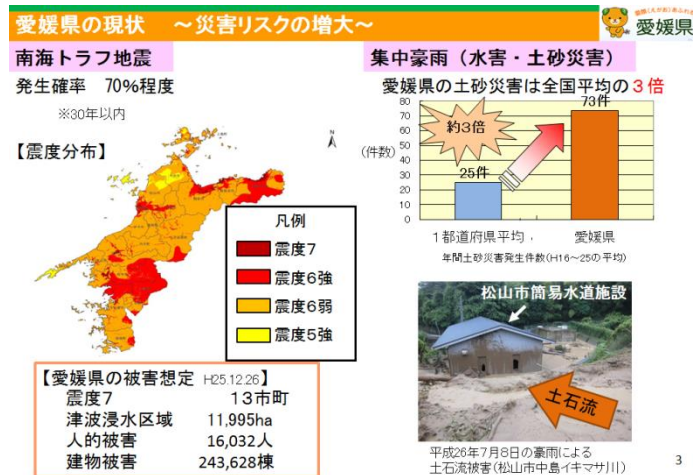 愛媛県の現状　～災害リスクの増大～
愛媛県
南海トラフ地震
発生確率　70%程度
※30年以内
【震度分布】
N
凡例
震度7
震度6強
震度6弱
震度5強
【愛媛県の被害想定 H25.12.26】
震度7　13市町
津波浸水区域　11,995ha
人的被害　16,032人
建物被害　243,628棟
集中豪雨（水害・土砂災害）
愛媛県の土砂災害は全国平均の３倍
(件数)
80
70
60
50
40
30
20
10
0
約3倍
25件
73件
1都道府県平均
愛媛県
年間土砂災害発生件数(H16～25の平均)
松山市簡易水道施設
土石流
平成26年7月8日の豪雨による
土石流被害(松山市中島イキマサ川)
3